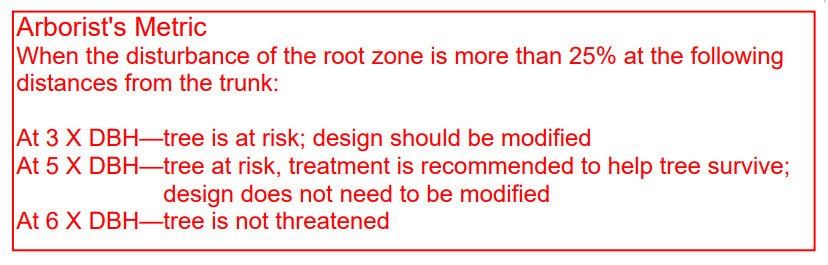 Arborist's Metric
When the disturbance of the root zone is more than 25% at the following
distances from the trunk:
At 3 X DBH—tree is at risk; design should be modified
At 5 X DBH—tree at risk, treatment is recommended to help tree survive;
design does not need to be modified
At 6 X DBH—tree is not threatened